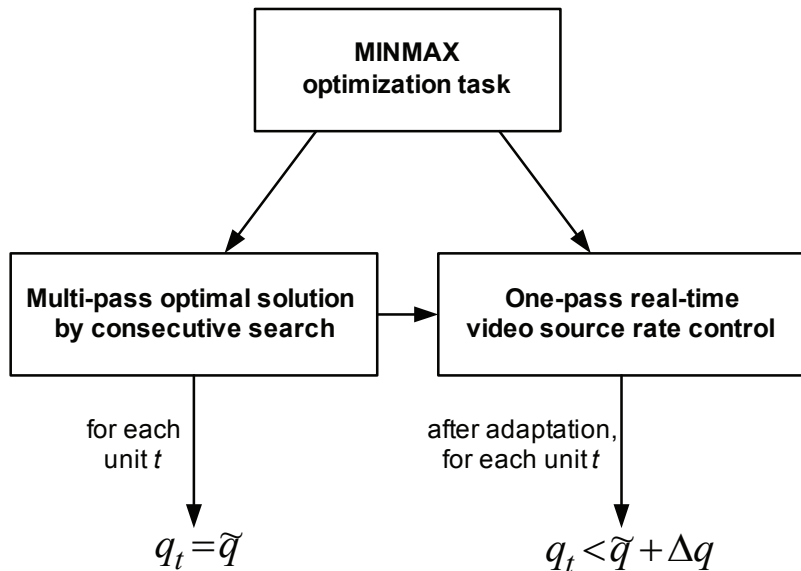 MINMAX
optimization task
Multi-pass optimal solution
by consecutive search
One-pass real-time
video source rate control
for each
unit t
after adaptation,
for each unit t
q_t = q̃
q_t < q̃ + Δq